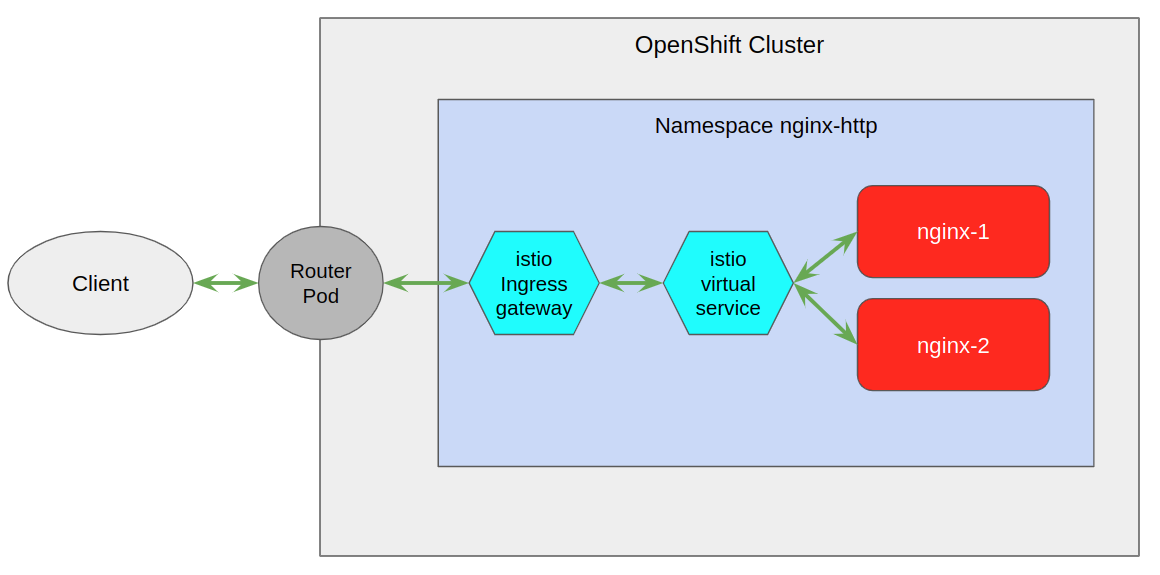 OpenShift Cluster
Namespace nginx-http
Client
Router
Pod
istio
Ingress
gateway
istio
virtual
service
nginx-1
nginx-2